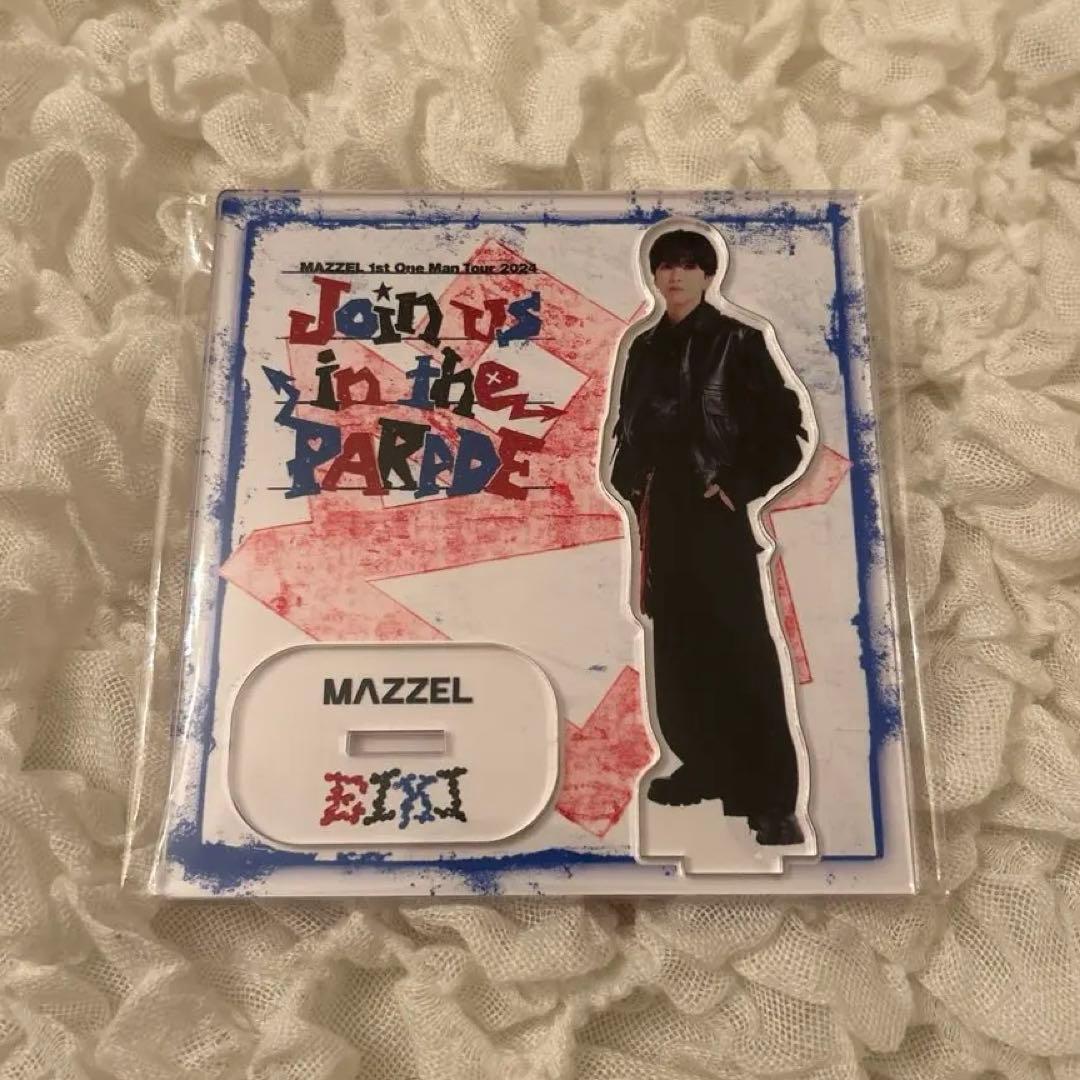 MAZZEL 1st One Man Tour 2024
Join us
in the
PARADE
MAZZEL
EIKI